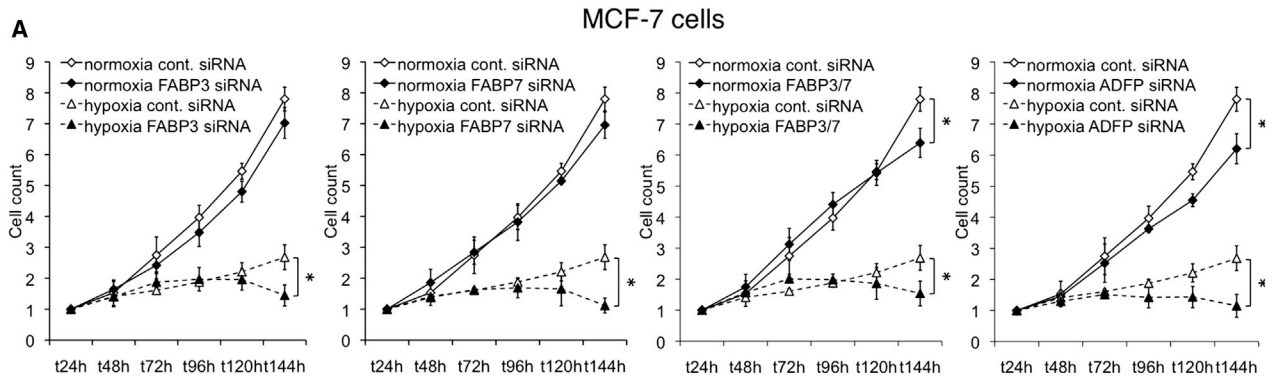 MCF-7 cells
A
normoxia cont. siRNA
normoxia FABP3 siRNA
hypoxia cont. siRNA
hypoxia FABP3 siRNA
Cell count
9
8
7
6
5
4
3
2
1
0
*
t24h t48h t72h t96h t120h t144h
normoxia cont. siRNA
normoxia FABP7 siRNA
hypoxia cont. siRNA
hypoxia FABP7 siRNA
Cell count
9
8
7
6
5
4
3
2
1
0
*
t24h t48h t72h t96h t120h t144h
normoxia cont. siRNA
normoxia FABP3/7
hypoxia cont. siRNA
hypoxia FABP3/7
Cell count
9
8
7
6
5
4
3
2
1
0
*
*
t24h t48h t72h t96h t120h t144h
normoxia cont. siRNA
normoxia ADFP siRNA
hypoxia cont. siRNA
hypoxia ADFP siRNA
Cell count
9
8
7
6
5
4
3
2
1
0
*
*
t24h t48h t72h t96h t120h t144h